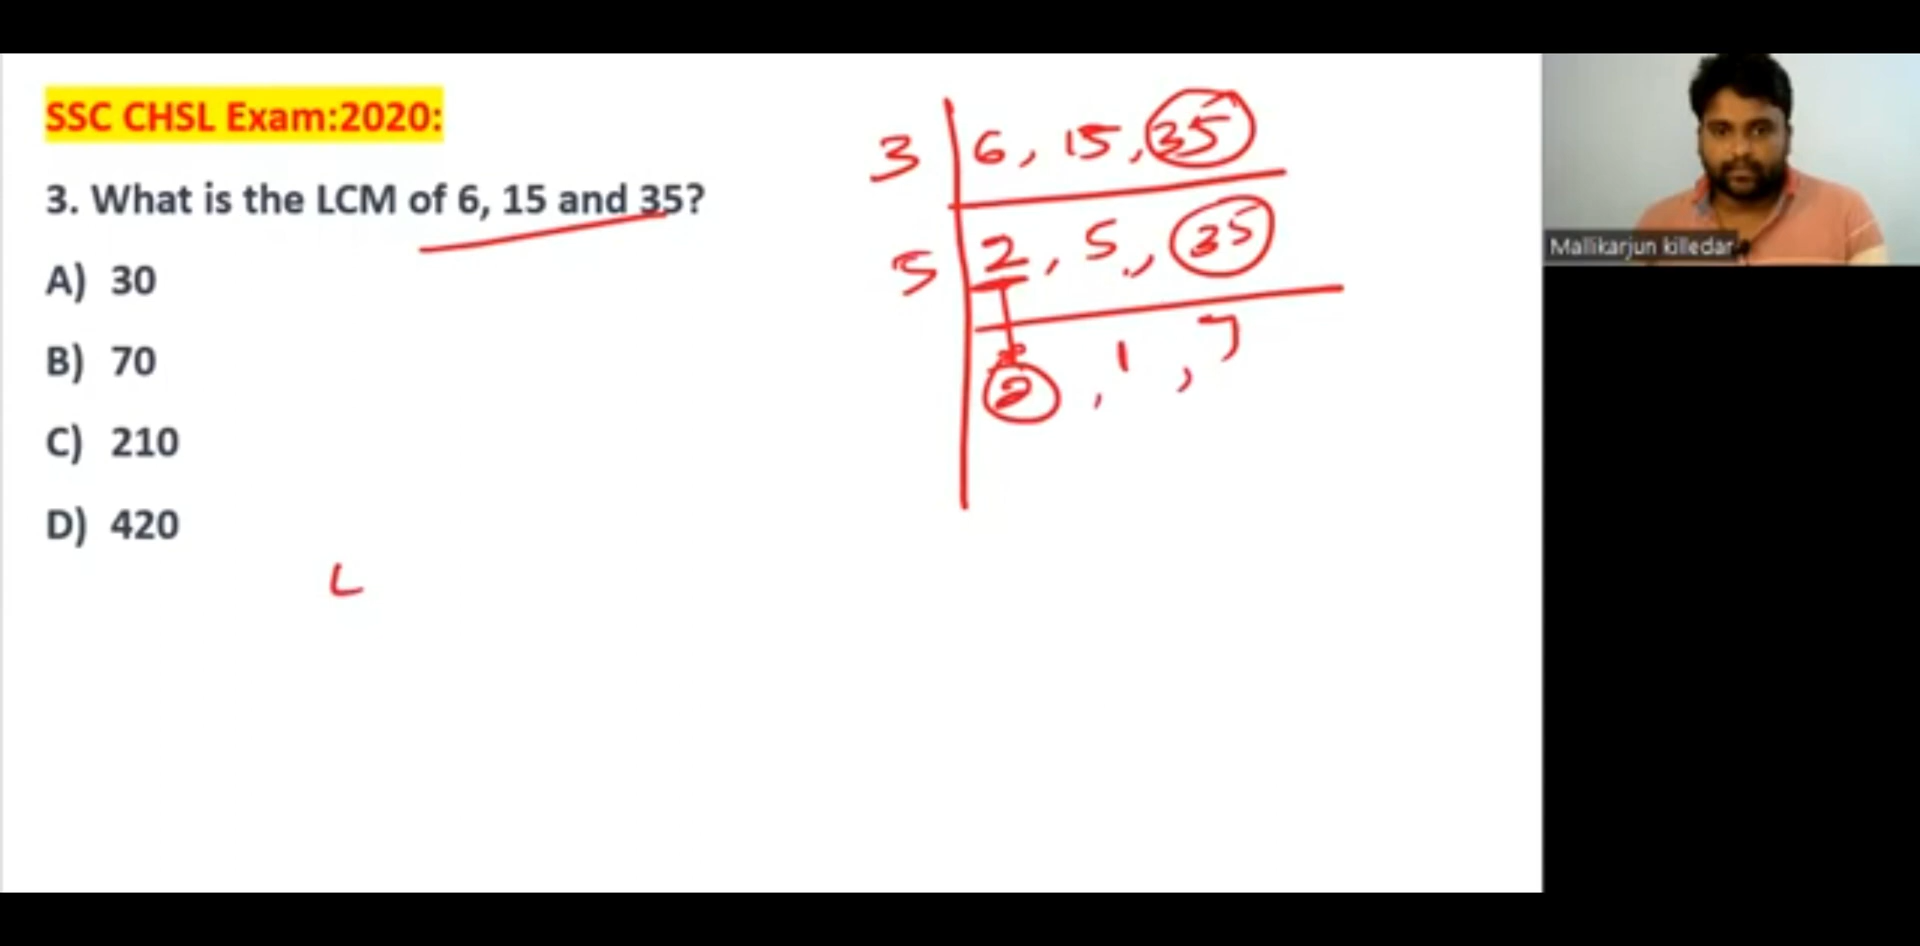 SSC CHSL Exam:2020:
3. What is the LCM of 6, 15 and 35?
A) 30
B) 70
C) 210
D) 420
L
3 6, 15, 35
5 2, 5, 35
2, 1, 7
Mallikarjun killedar